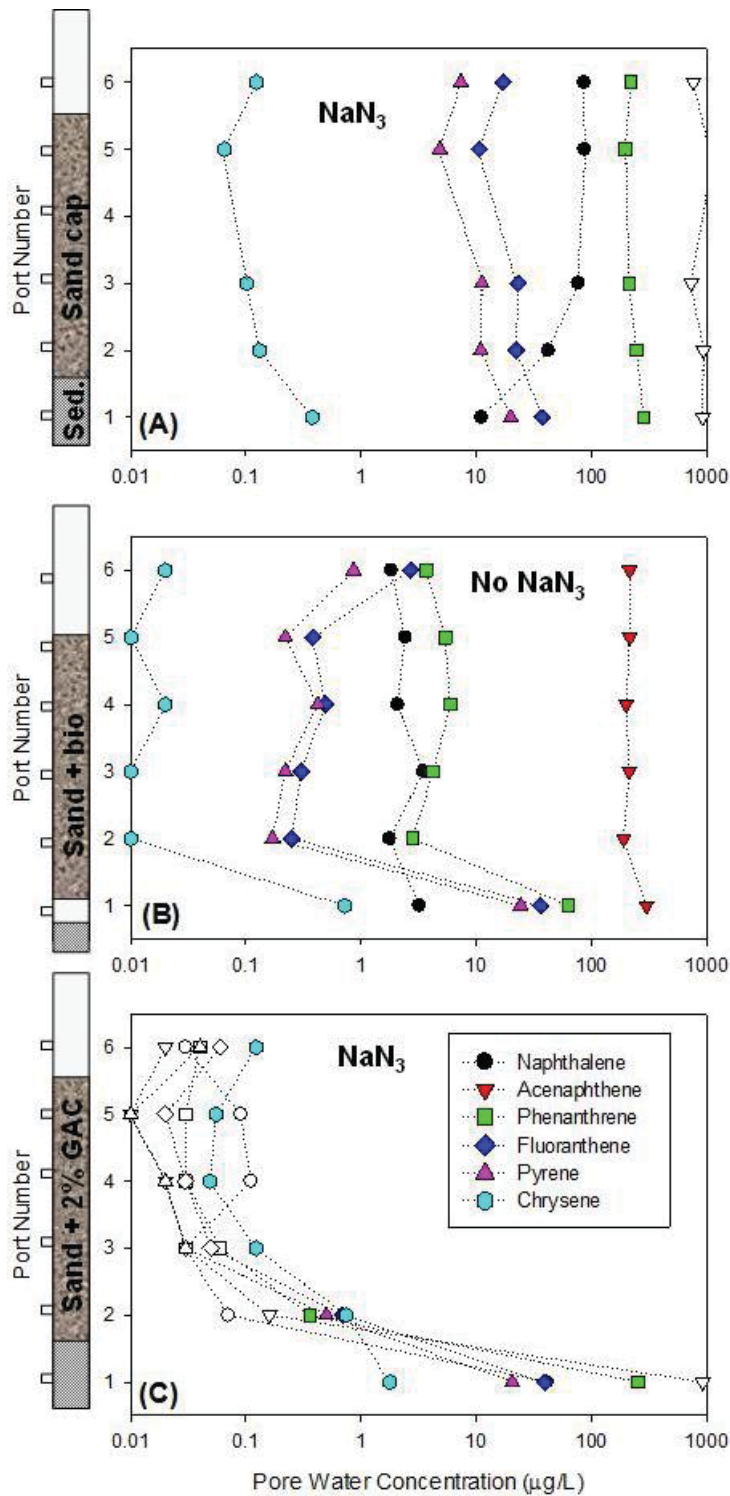 Port Number
Sand cap
Sed.
6
5
4
3
2
1
NaN3
(A)
0.01 0.1 1 10 100 1000
Port Number
Sand + bio
6
5
4
3
2
1
No NaN3
(B)
0.01 0.1 1 10 100 1000
Port Number
Sand + 2% GAC
6
5
4
3
2
1
NaN3
Naphthalene
Acenaphthene
Phenanthrene
Fluoranthene
Pyrene
Chrysene
(C)
0.01 0.1 1 10 100 1000
Pore Water Concentration (µg/L)